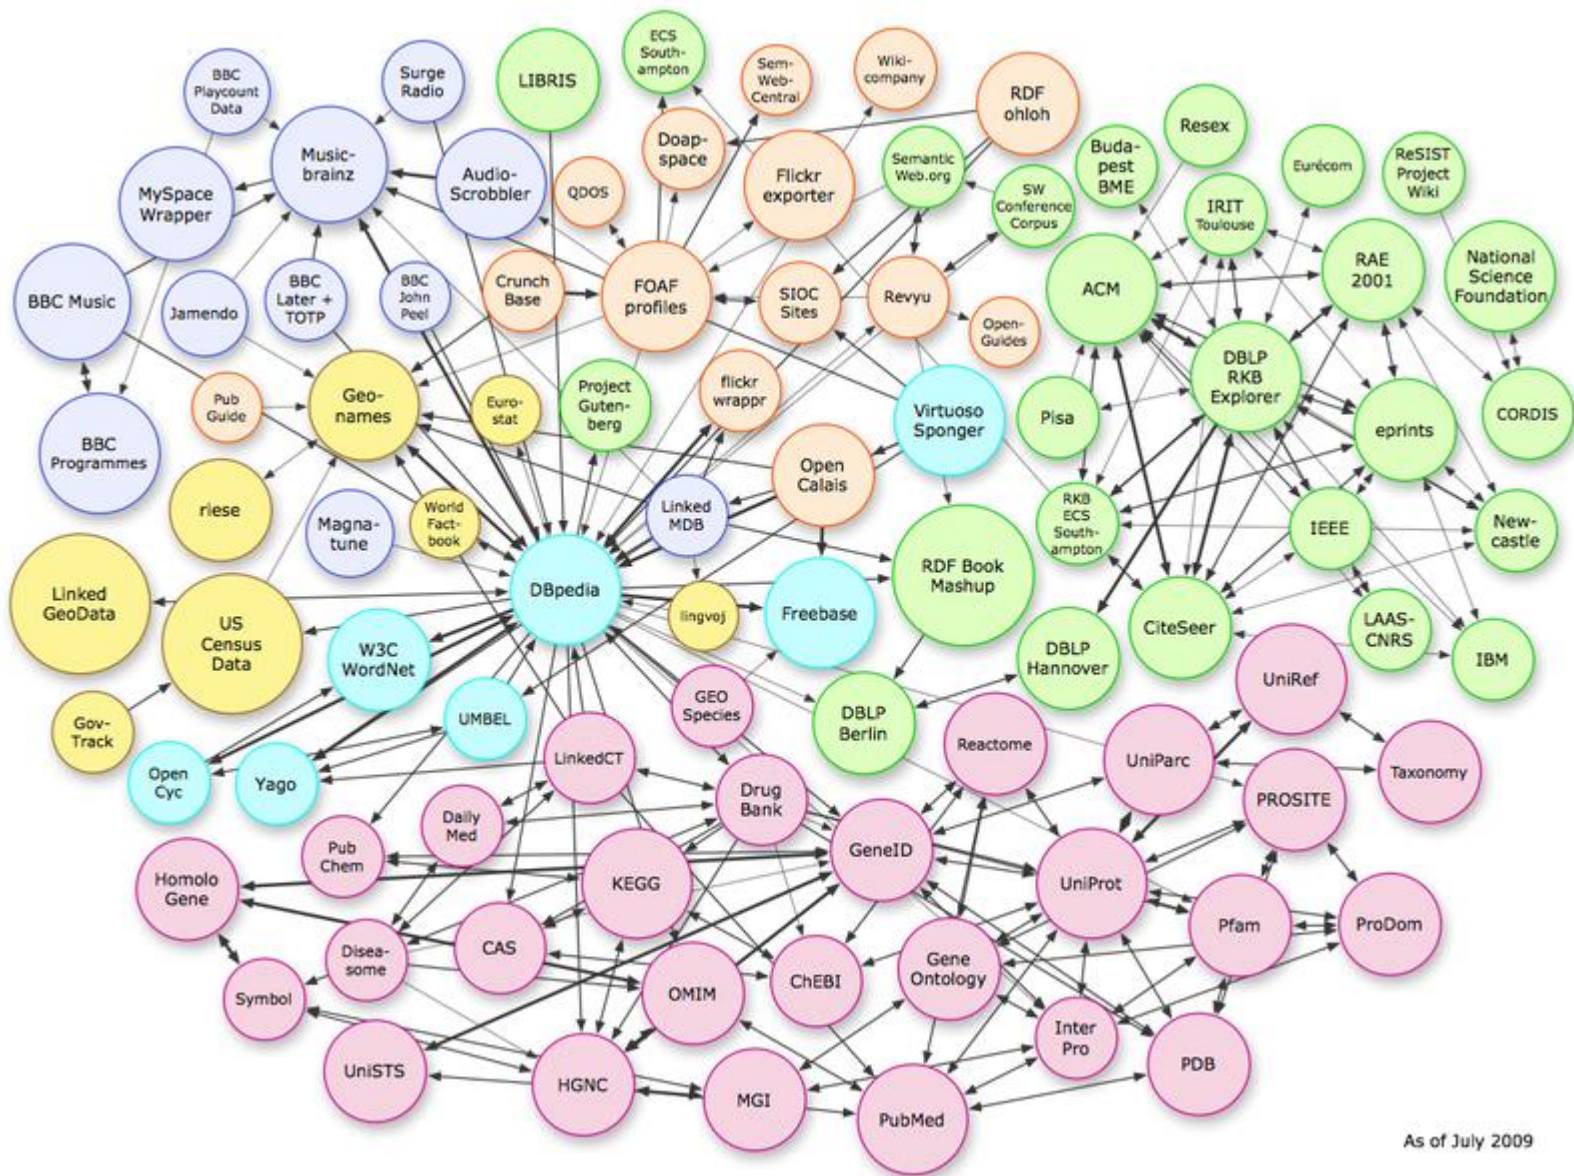 BBC
Playcount
Data
Surge
Radio
LIBRIS
ECS
South-
ampton
Sem-
Web-
Central
Wiki-
company
RDF
ohloh
Music-
brainz
MySpace
Wrapper
Audio-
Scrobbler
QDOS
Doap-
space
Flickr
exporter
Semantic
Web.org
SW
Conference
Corpus
Buda-
pest
BME
Resex
IRIT
Toulouse
Eurécom
ReSIST
Project
Wiki
BBC Music
Jamendo
BBC
Later +
TOTP
BBC
John
Peel
Crunch
Base
FOAF
profiles
SIOC
Sites
Revyu
Open-
Guides
ACM
RAE
2001
National
Science
Foundation
BBC
Programmes
Pub
Guide
Geo-
names
Euro-
stat
Project
Guten-
berg
flickr
wrappr
Virtuoso
Sponger
Pisa
DBLP
RKB
Explorer
eprints
CORDIS
riese
Magna-
tune
World
Fact-
book
Linked
MDB
Open
Calais
RKB
ECS
South-
ampton
IEEE
New-
castle
Linked
GeoData
US
Census
Data
W3C
WordNet
DBpedia
lingvoj
Freebase
RDF Book
Mashup
DBLP
Hannover
CiteSeer
LAAS-
CNRS
IBM
Gov-
Track
Open
Cyc
Yago
UMBEL
LinkedCT
GEO
Species
DBLP
Berlin
Reactome
UniParc
UniRef
Taxonomy
PROSITE
Homolo
Gene
Pub
Chem
Daily
Med
KEGG
Drug
Bank
GeneID
UniProt
Pfam
ProDom
Symbol
Disea-
some
CAS
OMIM
ChEBI
Gene
Ontology
Inter
Pro
PDB
UniSTS
HGNC
MGI
PubMed
As of July 2009